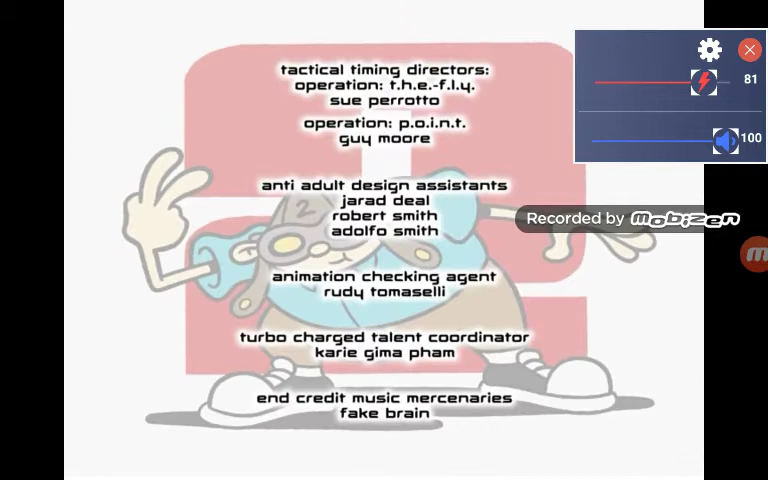 tactical timing directors:
operation: t.h.e.-f.l.y.
sue perrotto
operation: p.o.i.n.t.
guy moore
anti adult design assistants
jarad deal
robert smith
adolfo smith
animation checking agent
rudy tomaselli
turbo charged talent coordinator
karie gima pham
end credit music mercenaries
fake brain
2
81
100
Recorded by Mobizen
m